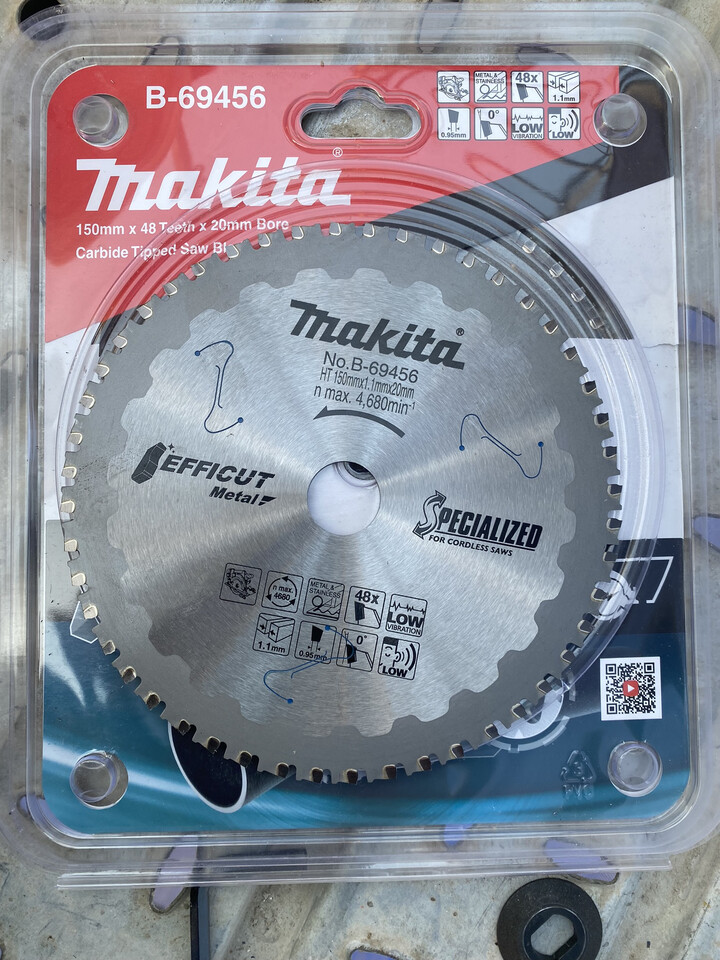 B-69456
METAL &
STAINLESS
48x
1.1mm
0.95mm
0°
LOW
VIBRATION
LOW
makita®
150mm x 48 Teeth x 20mm Bore
Carbide Tipped Saw Bl
makita®
No.B-69456
HT 150mmx1.1mmx20mm
n max. 4,680min⁻¹
EFFICUT
Metal
SPECIALIZED
FOR CORDLESS SAWS
n max.
4680
METAL &
STAINLESS
48x
LOW
VIBRATION
1.1mm
0.95mm
0°
LOW